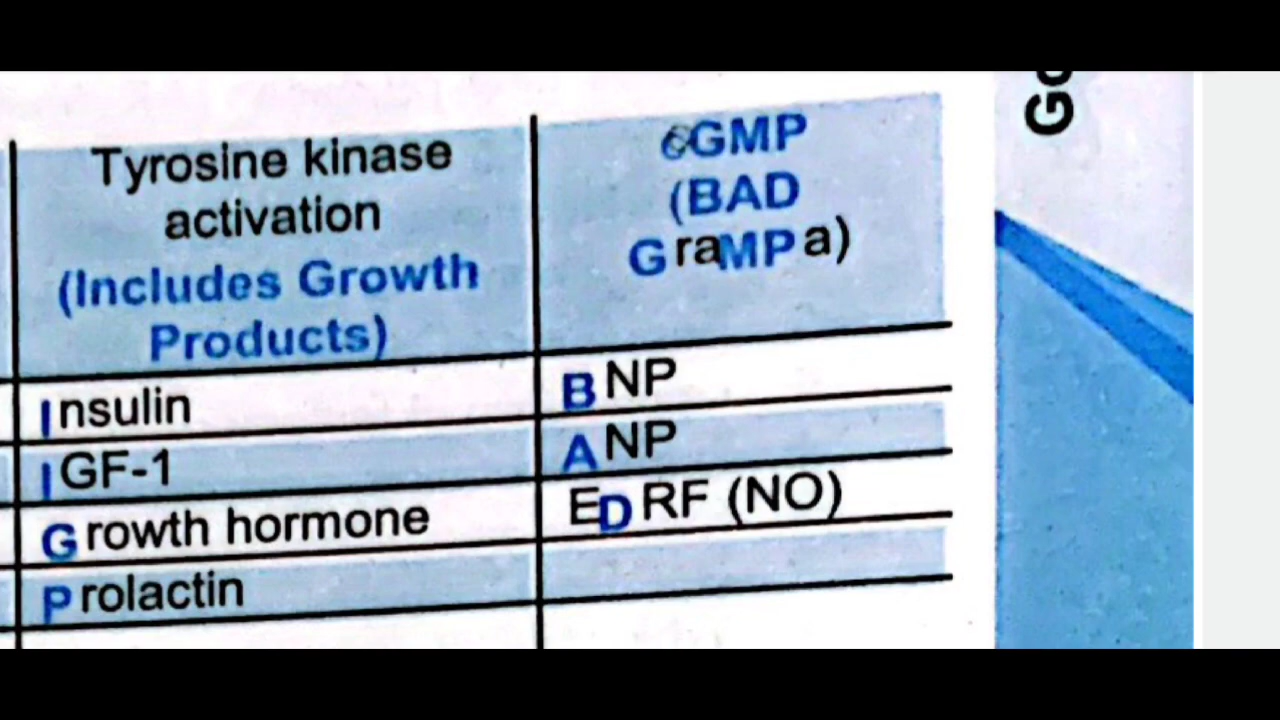 Tyrosine kinase
activation
(Includes Growth
Products)
Insulin
IGF-1
Growth hormone
Prolactin
cGMP
(BAD
GraMPa)
BNP
ANP
EDRF (NO)